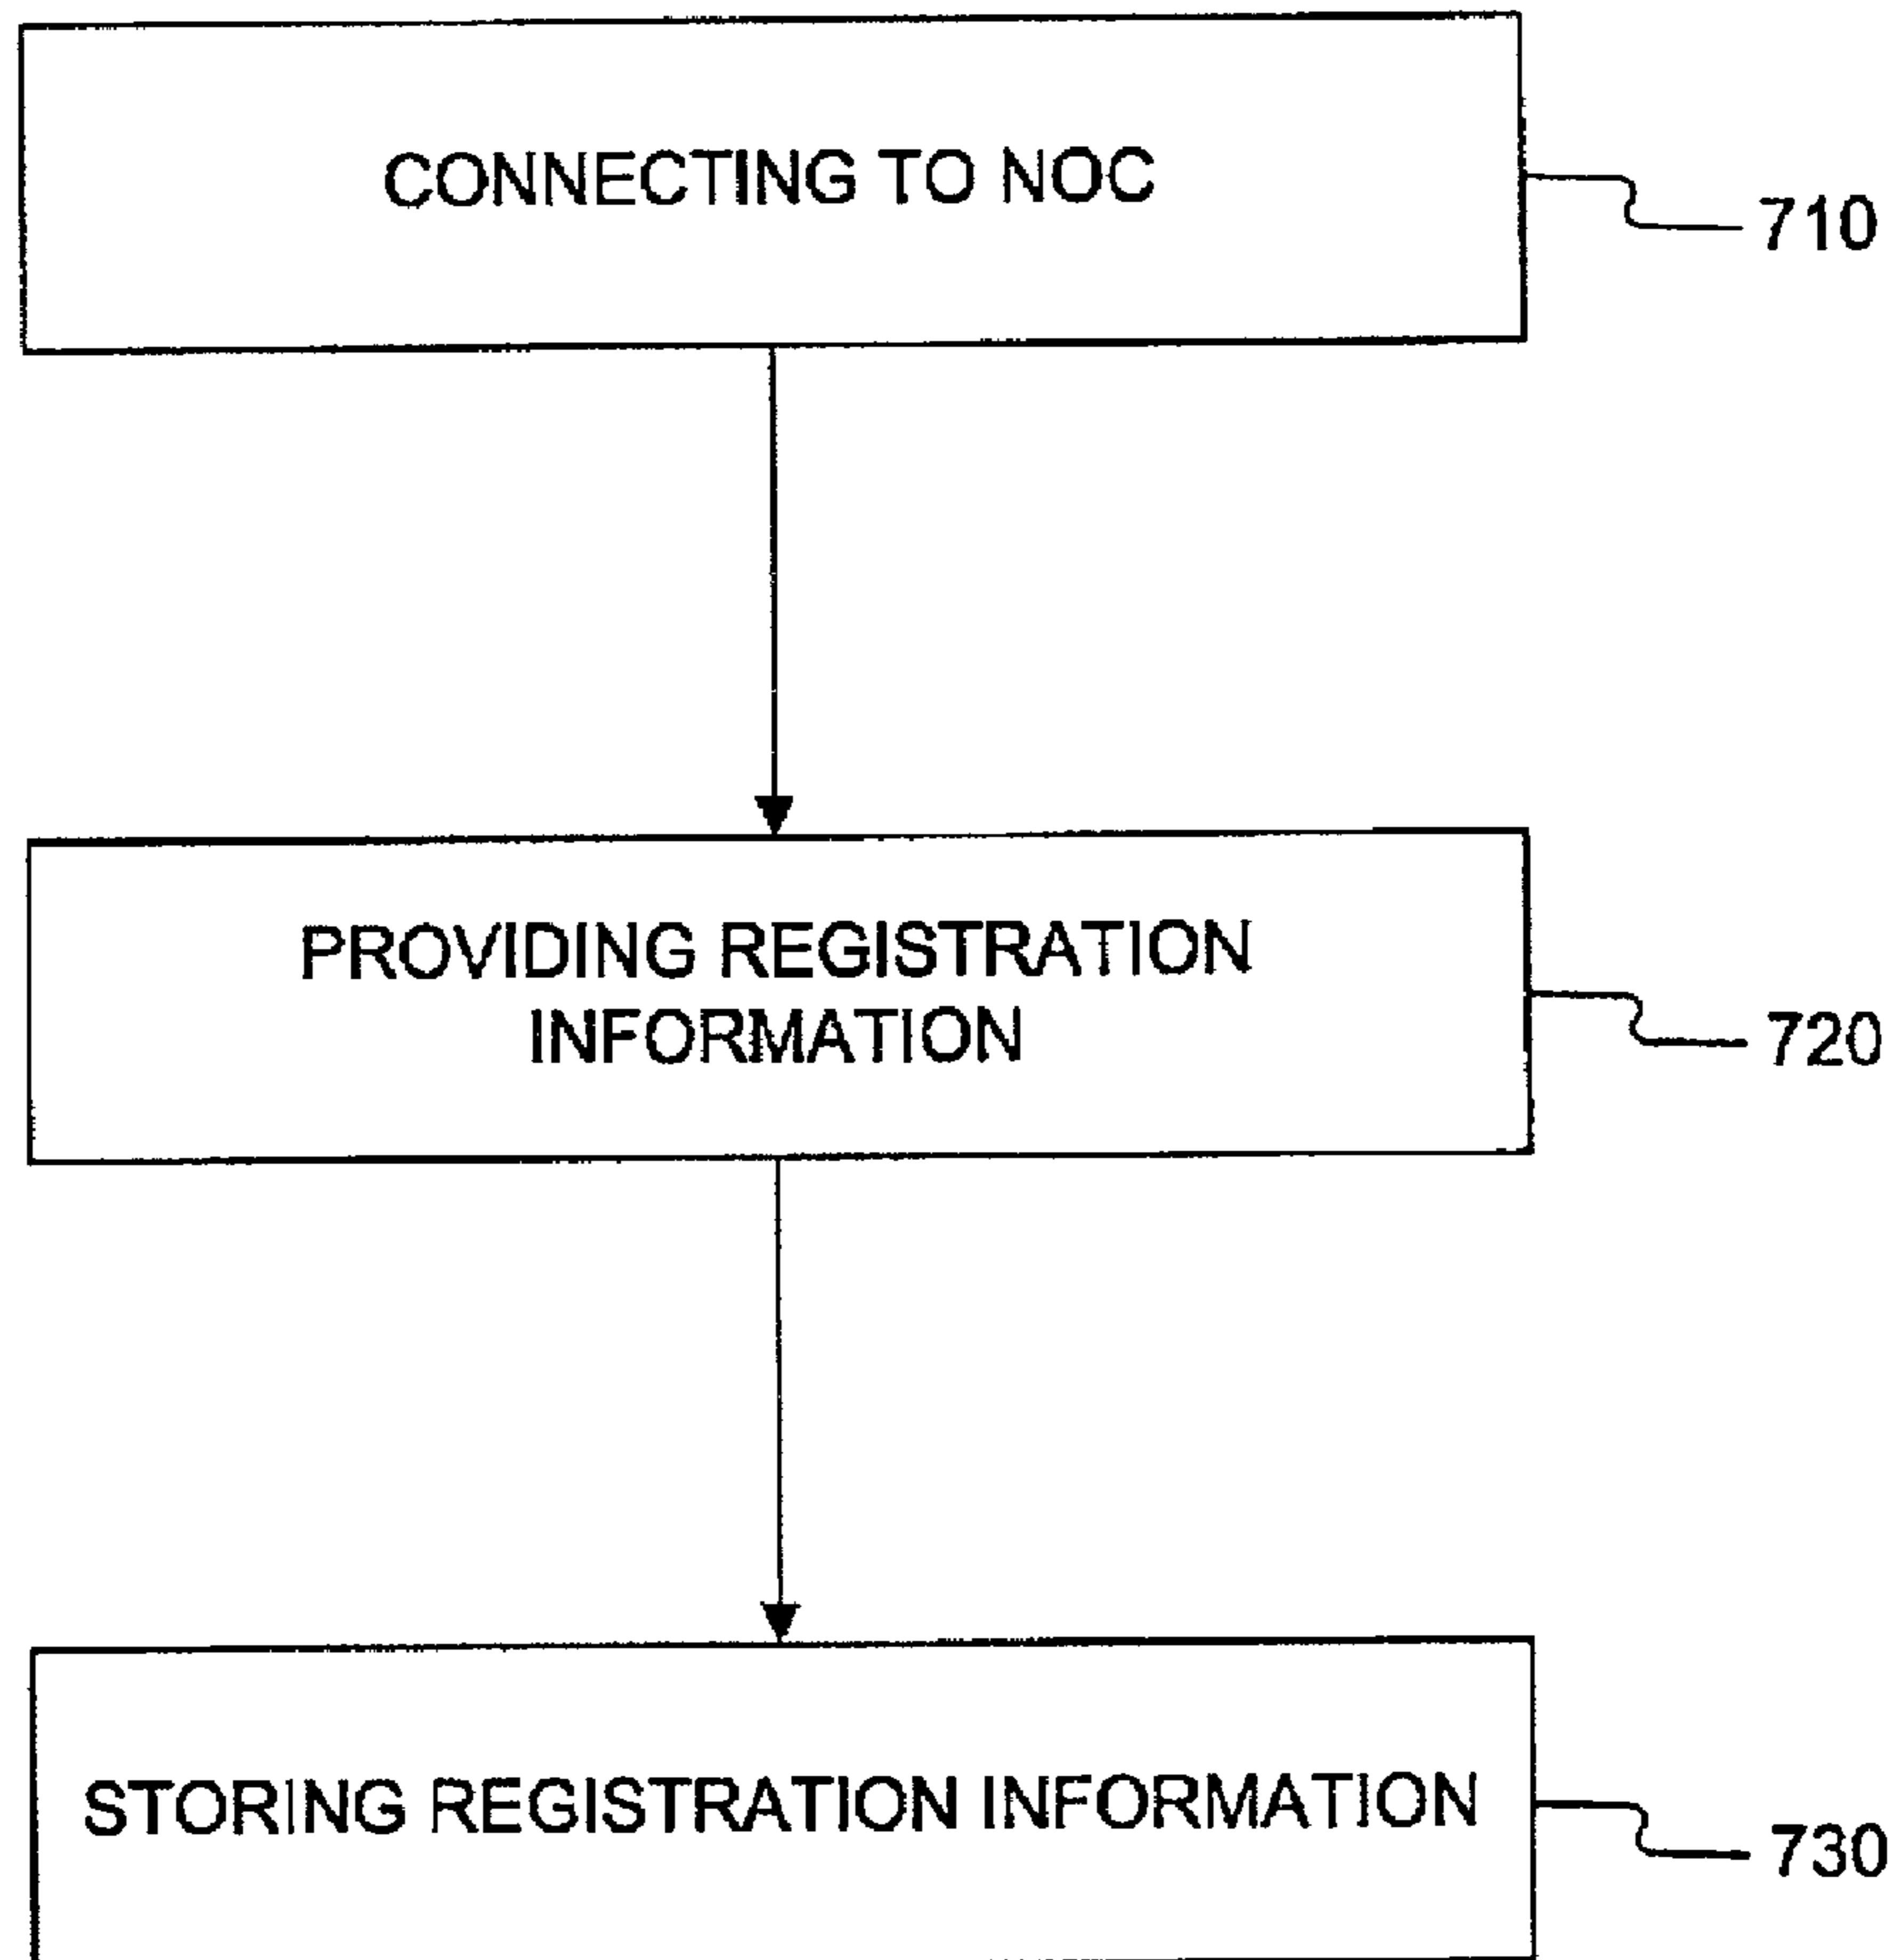 CONNECTING TO NOC
710
PROVIDING REGISTRATION
INFORMATION
720
STORING REGISTRATION INFORMATION
730